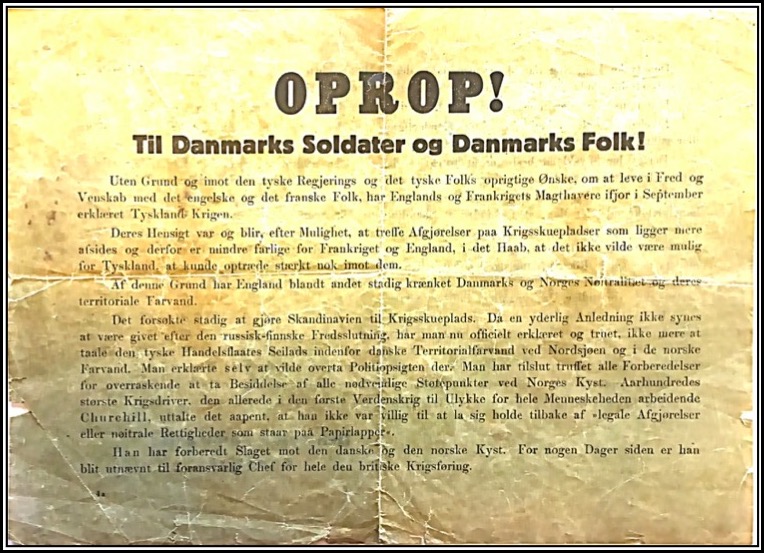 OPROP!
Til Danmarks Soldater og Danmarks Folk!
Uten Grund og imot den tyske Regjerings og det tyske Folks oprigtige Ønske, om at leve i Fred og
Venskab med det engelske og det franske Folk, har Englands og Frankrigets Magthavere ifjor i September
erklæret Tyskland Krigen.
Deres Hensigt var og blir, efter Mulighet, at treffe Afgjørelser paa Krigsskuepladser som ligger mere
afsides og derfor er mindre farlige for Frankriget og England, i det Haab, at det ikke vilde være mulig
for Tyskland, at kunde optræde stærkt nok imot dem.
Af denne Grund har England blandt andet stadig krænket Danmarks og Norges Nøitralitet og deres
territoriale Farvand.
Det forsøkte stadig at gjøre Skandinavien til Krigsskueplads. Da en yderlig Anledning ikke synes
at være givet efter den russisk-finnske Fredsslutning, har man nu officielt erklæret og truet, ikke mere at
taale den tyske Handelsflaates Seilads indenfor danske Territorialfarvand ved Nordsjøen og i de norske
Farvand. Man erklærte selv at vilde overta Politiopsigten der. Man har tilslut truffet alle Forberedelser
for overraskende at ta Besiddelse af alle nødvendige Støtepunkter ved Norges Kyst. Aarhundredes
største Krigsdriver, den allerede i den første Verdenskrig til Ulykke for hele Menneskeheden arbeidende
Churchill, uttalte det aapent, at han ikke var villig til at la sig holde tilbake af »legale Afgjørelser
eller nøitrale Rettigheder som staar paa Papirlapper«.
Han har forberedt Slaget mot den danske og den norske Kyst. For nogen Dager siden er han
blit utnævnt til foransvarlig Chef for hele den britiske Krigsføring.